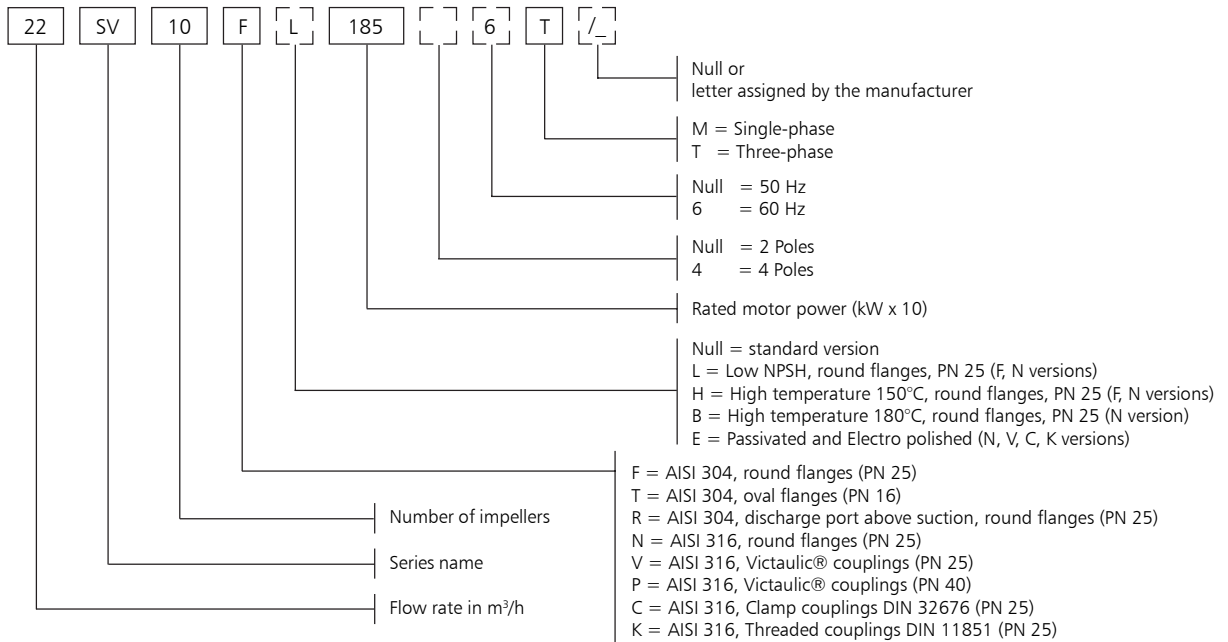 22 SV 10 F L 185 6 T /_
Null or
letter assigned by the manufacturer
M = Single-phase
T = Three-phase
Null = 50 Hz
6 = 60 Hz
Null = 2 Poles
4 = 4 Poles
Rated motor power (kW x 10)
Null = standard version
L = Low NPSH, round flanges, PN 25 (F, N versions)
H = High temperature 150°C, round flanges, PN 25 (F, N versions)
B = High temperature 180°C, round flanges, PN 25 (N version)
E = Passivated and Electro polished (N, V, C, K versions)
F = AISI 304, round flanges (PN 25)
T = AISI 304, oval flanges (PN 16)
R = AISI 304, discharge port above suction, round flanges (PN 25)
N = AISI 316, round flanges (PN 25)
V = AISI 316, Victaulic® couplings (PN 25)
P = AISI 316, Victaulic® couplings (PN 40)
C = AISI 316, Clamp couplings DIN 32676 (PN 25)
K = AISI 316, Threaded couplings DIN 11851 (PN 25)
Number of impellers
Series name
Flow rate in m³/h